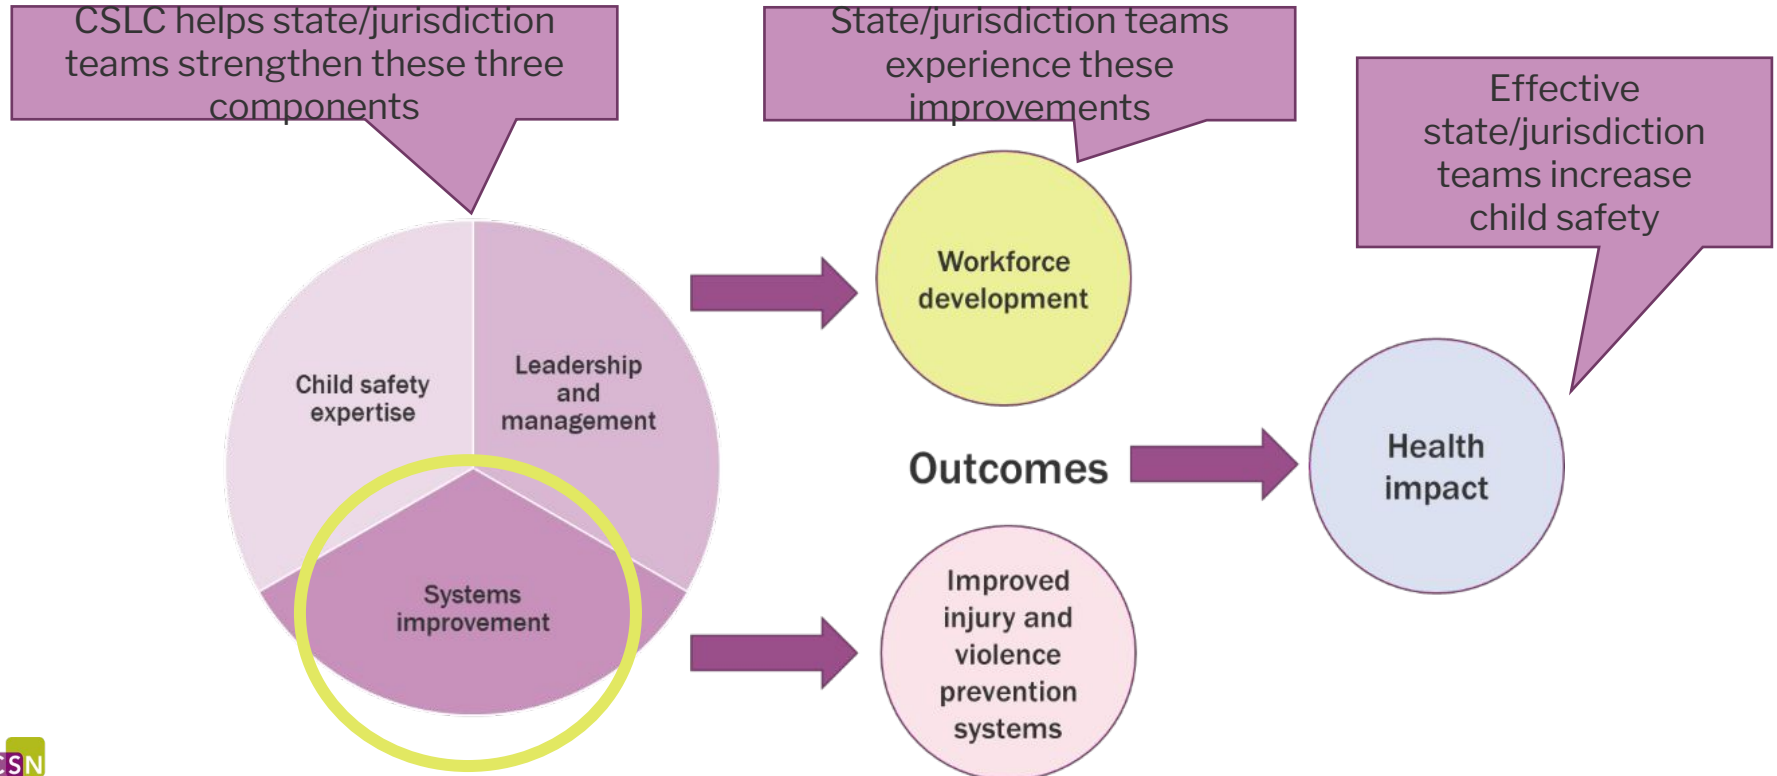 CSLC helps state/jurisdiction
teams strengthen these three
components
State/jurisdiction teams
experience these
improvements
Effective
state/jurisdiction
teams increase
child safety
Child safety
expertise
Leadership
and
management
Systems
improvement
Workforce
development
Outcomes
Improved
injury and
violence
prevention
systems
Health
impact
CSN